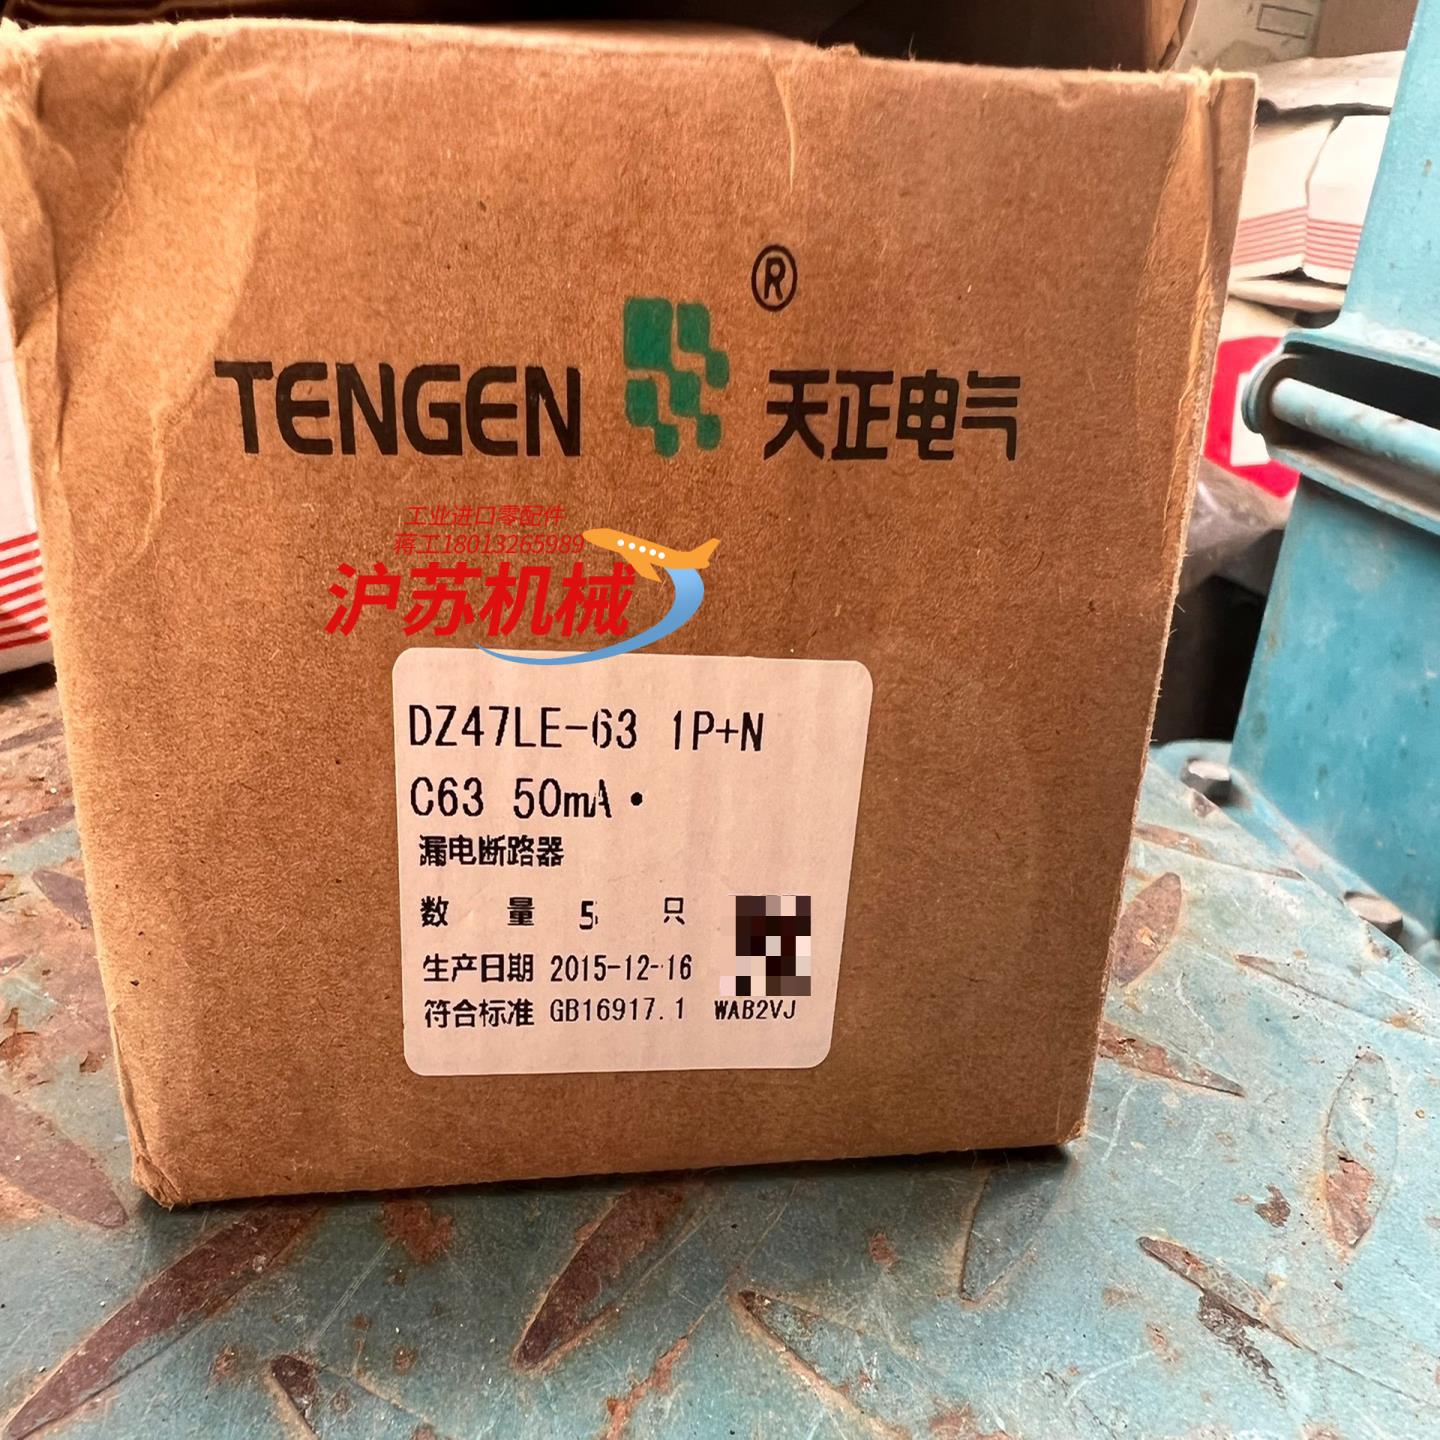 ®
TENGEN 天正电气
工业进口零配件
蒋工18013265989
沪苏机械
DZ47LE-63 1P+N
C63 50mA·
漏电断路器
数 量 5 只
生产日期 2015-12-16
符合标准 GB16917.1 WAB2VJ